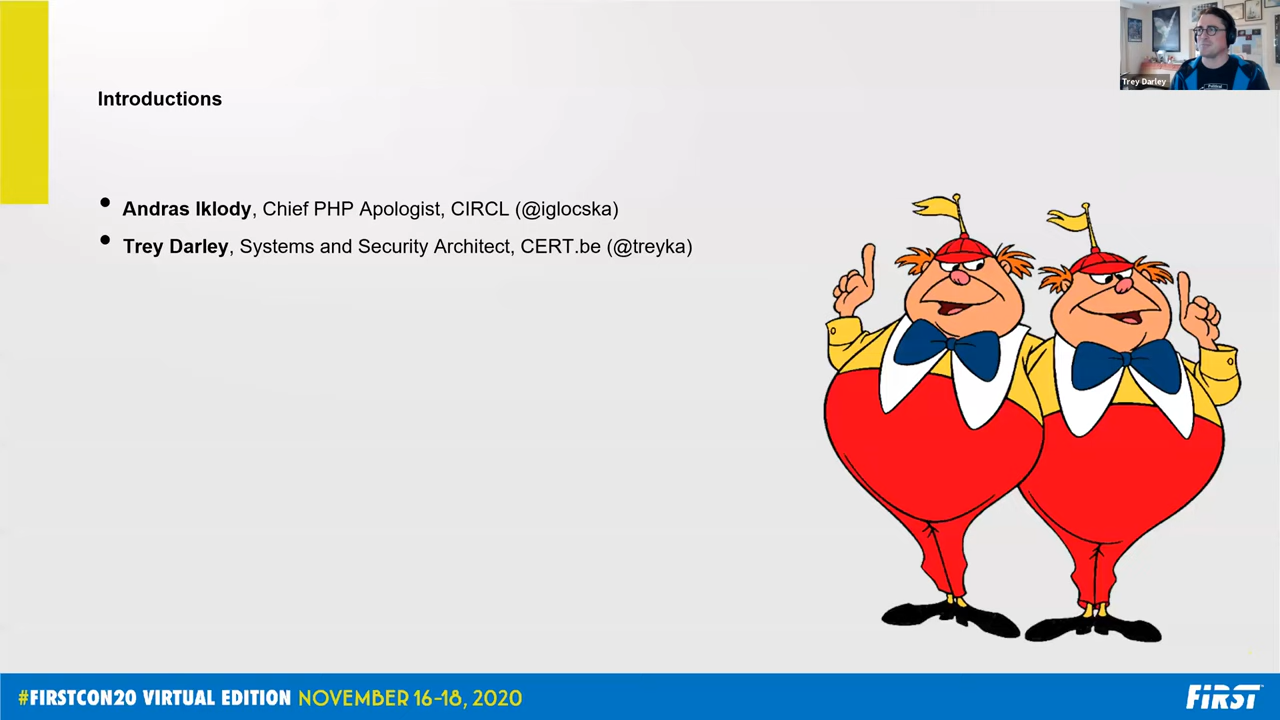 Trey Darley
Introductions
• Andras Iklody, Chief PHP Apologist, CIRCL (@iglocska)
• Trey Darley, Systems and Security Architect, CERT.be (@treyka)
#FIRSTCON20 VIRTUAL EDITION NOVEMBER 16-18, 2020
FiRST